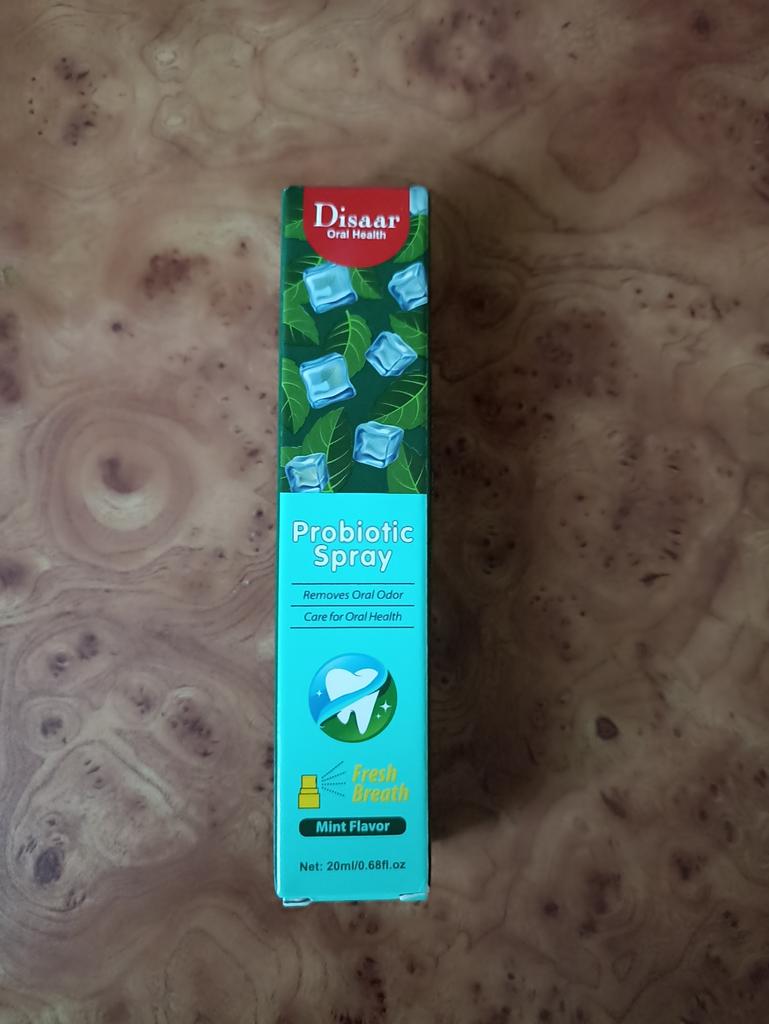 Disaar
Oral Health
Probiotic
Spray
Removes Oral Odor
Care for Oral Health
Fresh
Breath
Mint Flavor
Net: 20ml/0.68fl.oz